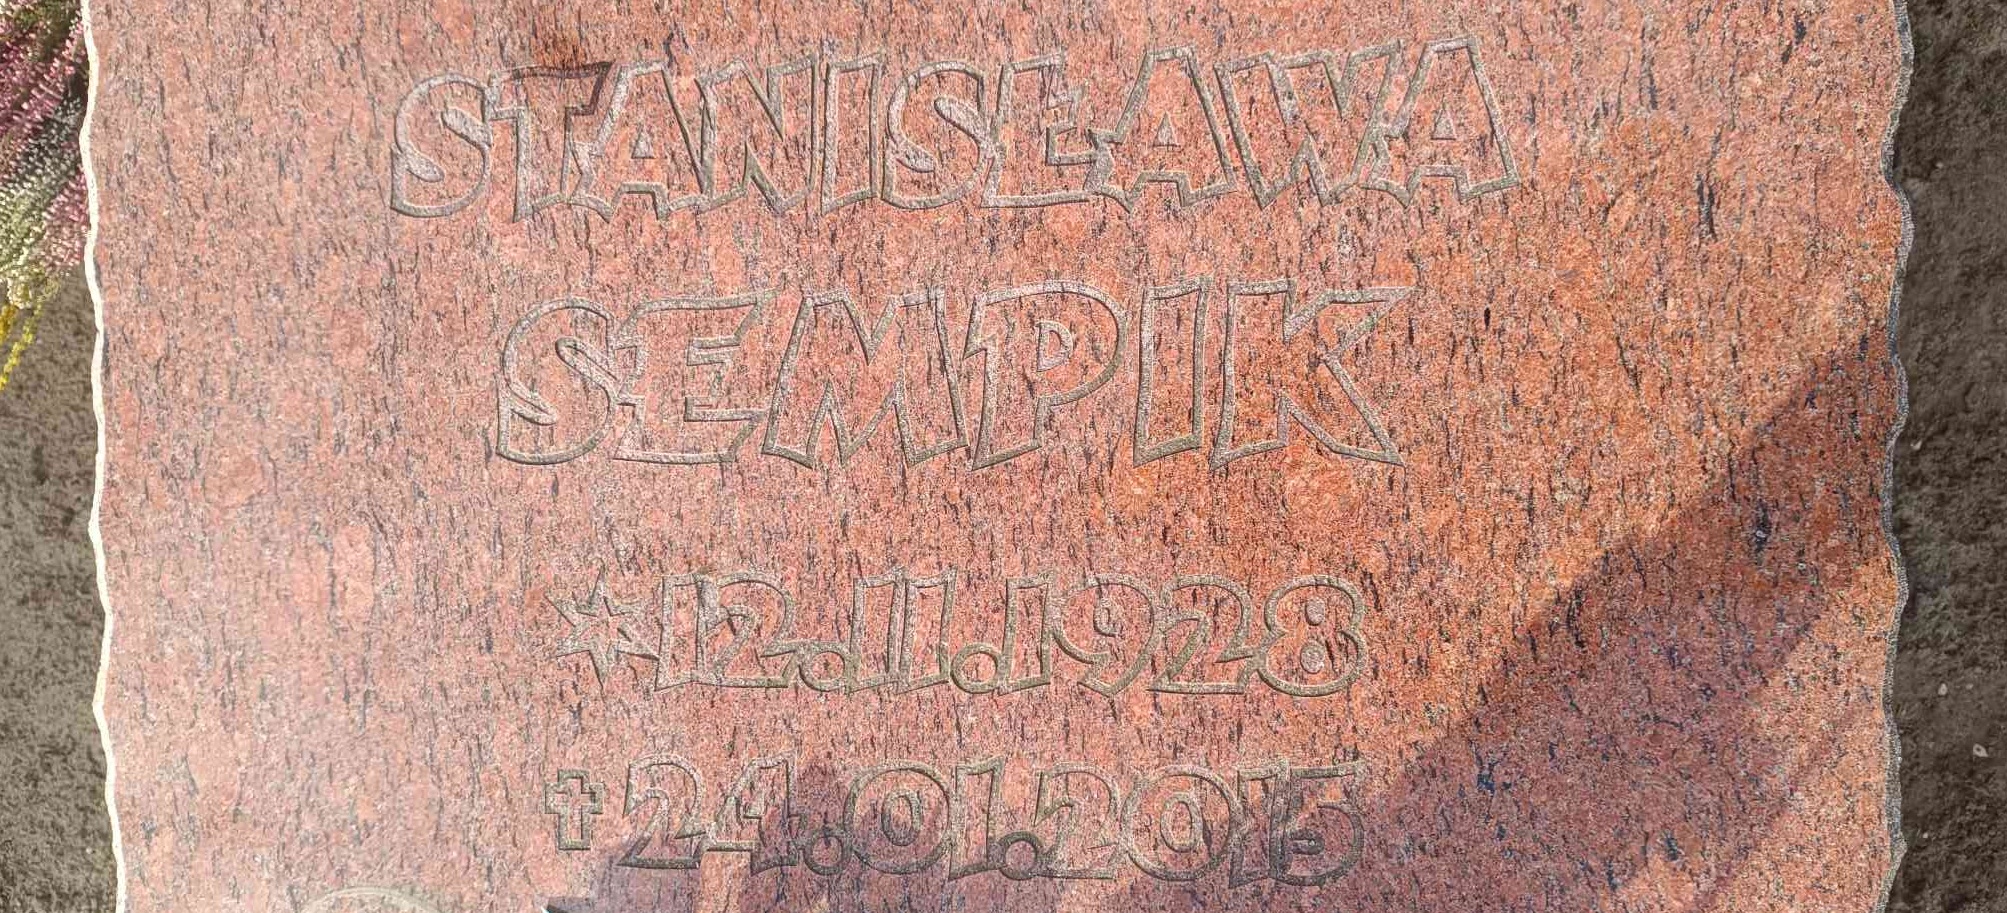 STANISŁAWA
SEMPIK
*12.11.1928
✝24.01.2015